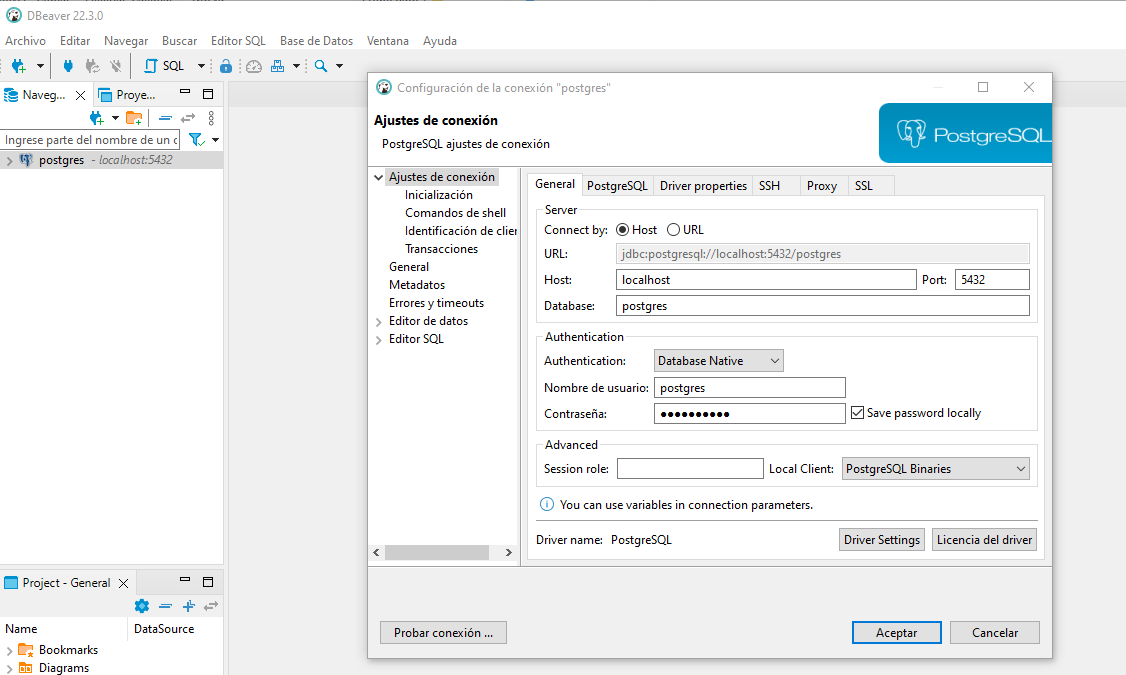 DBeaver 22.3.0
Archivo Editar Navegar Buscar Editor SQL Base de Datos Ventana Ayuda
SQL
Naveg... Proye...
Ingrese parte del nombre de un c
postgres - localhost:5432
Project - General
Name DataSource
Bookmarks
Diagrams
Configuración de la conexión "postgres"
Ajustes de conexión
PostgreSQL ajustes de conexión
PostgreSQL
Ajustes de conexión
Inicialización
Comandos de shell
Identificación de clier
Transacciones
General
Metadatos
Errores y timeouts
Editor de datos
Editor SQL
General PostgreSQL Driver properties SSH Proxy SSL
Server
Connect by: Host URL
URL: jdbc:postgresql://localhost:5432/postgres
Host: localhost Port: 5432
Database: postgres
Authentication
Authentication: Database Native
Nombre de usuario: postgres
Contraseña: ●●●●●●●●●● Save password locally
Advanced
Session role: Local Client: PostgreSQL Binaries
You can use variables in connection parameters.
Driver name: PostgreSQL Driver Settings Licencia del driver
Probar conexión ... Aceptar Cancelar